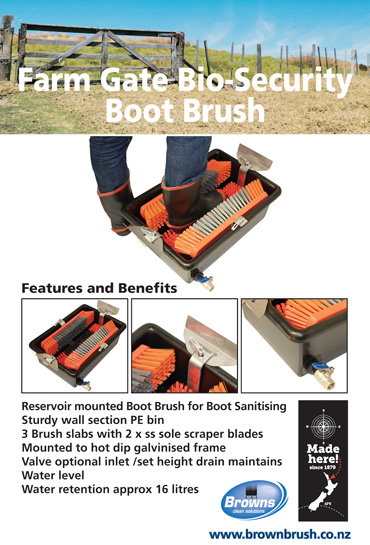 Farm Gate Bio-Security
Boot Brush
Features and Benefits
Reservoir mounted Boot Brush for Boot Sanitising
Sturdy wall section PE bin
3 Brush slabs with 2 x ss sole scraper blades
Mounted to hot dip galvinised frame
Valve optional inlet /set height drain maintains
Water level
Water retention approx 16 litres
Made
here!
since 1879
Browns
clean solutions
www.brownbrush.co.nz